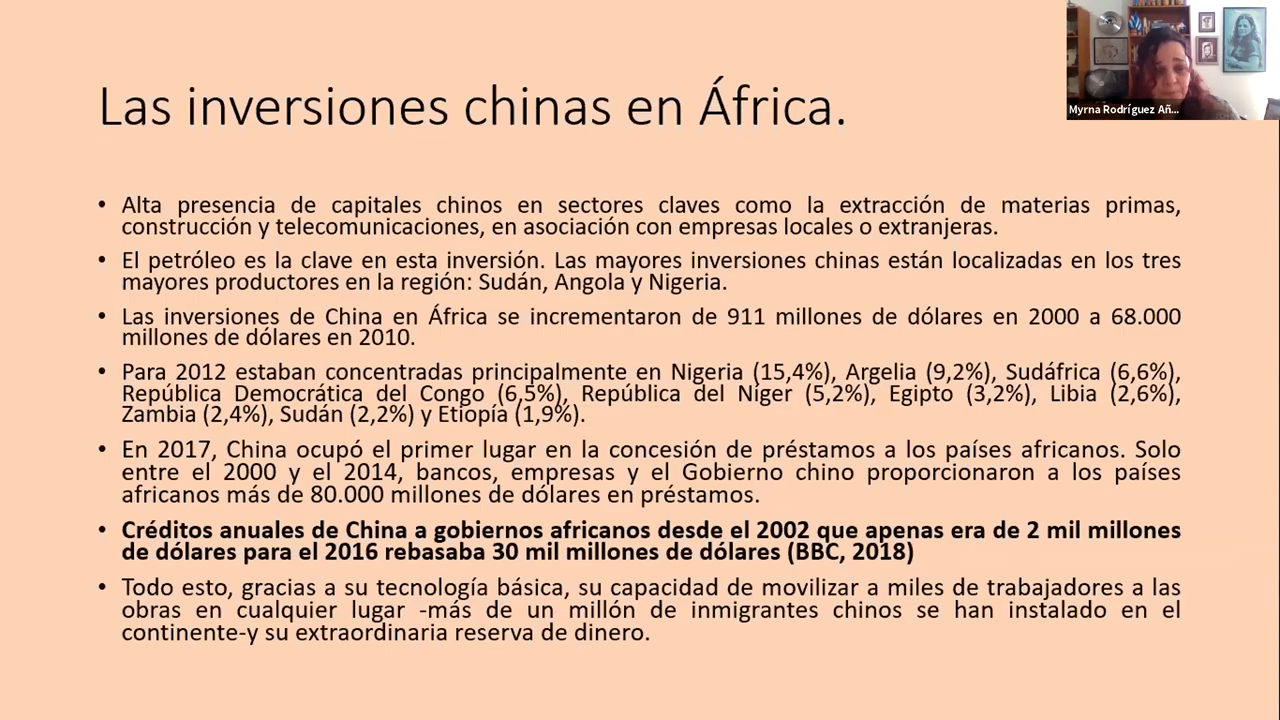 Myrna Rodríguez Añ...
Las inversiones chinas en África.
• Alta presencia de capitales chinos en sectores claves como la extracción de materias primas,
construcción y telecomunicaciones, en asociación con empresas locales o extranjeras.
• El petróleo es la clave en esta inversión. Las mayores inversiones chinas están localizadas en los tres
mayores productores en la región: Sudán, Angola y Nigeria.
• Las inversiones de China en África se incrementaron de 911 millones de dólares en 2000 a 68.000
millones de dólares en 2010.
• Para 2012 estaban concentradas principalmente en Nigeria (15,4%), Argelia (9,2%), Sudáfrica (6,6%),
República Democrática del Congo (6,5%), República del Niger (5,2%), Egipto (3,2%), Libia (2,6%),
Zambia (2,4%), Sudán (2,2%) y Etiopía (1,9%).
• En 2017, China ocupó el primer lugar en la concesión de préstamos a los países africanos. Solo
entre el 2000 y el 2014, bancos, empresas y el Gobierno chino proporcionaron a los países
africanos más de 80.000 millones de dólares en préstamos.
• Créditos anuales de China a gobiernos africanos desde el 2002 que apenas era de 2 mil millones
de dólares para el 2016 rebasaba 30 mil millones de dólares (BBC, 2018)
• Todo esto, gracias a su tecnología básica, su capacidad de movilizar a miles de trabajadores a las
obras en cualquier lugar -más de un millón de inmigrantes chinos se han instalado en el
continente-y su extraordinaria reserva de dinero.